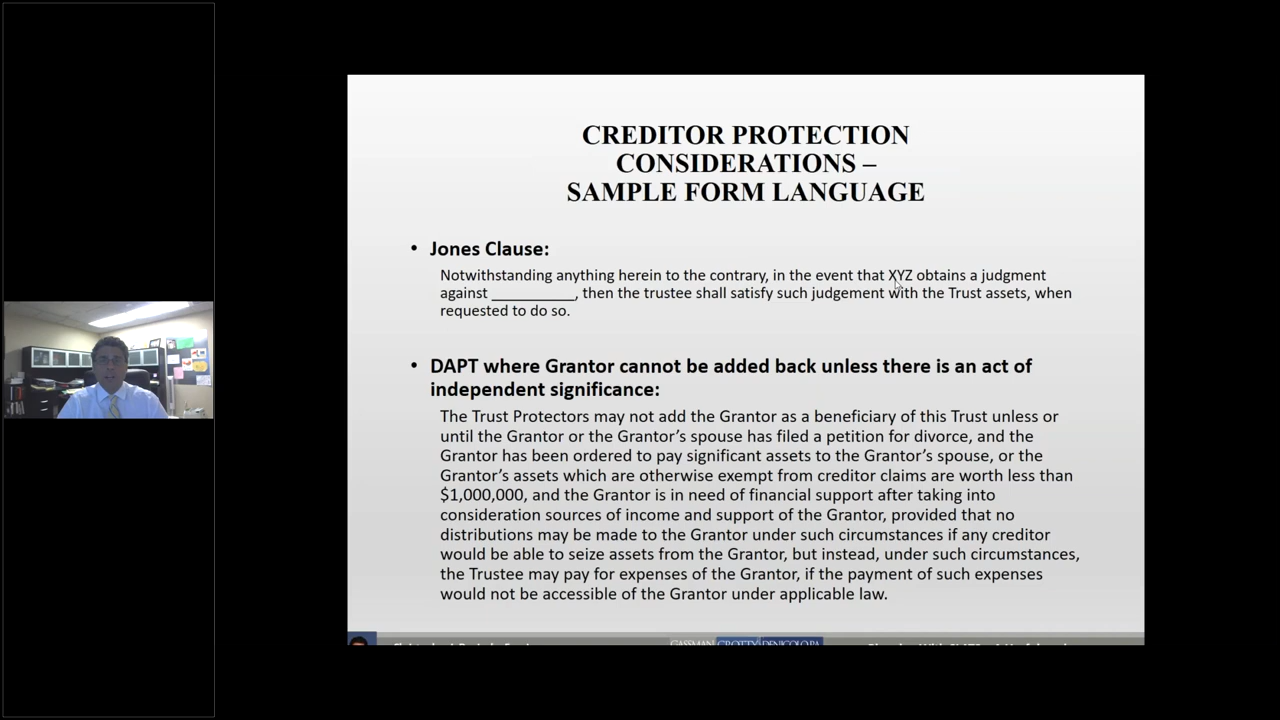 CREDITOR PROTECTION
CONSIDERATIONS –
SAMPLE FORM LANGUAGE
• Jones Clause:
Notwithstanding anything herein to the contrary, in the event that XYZ obtains a judgment
against __________, then the trustee shall satisfy such judgement with the Trust assets, when
requested to do so.
• DAPT where Grantor cannot be added back unless there is an act of
independent significance:
The Trust Protectors may not add the Grantor as a beneficiary of this Trust unless or
until the Grantor or the Grantor’s spouse has filed a petition for divorce, and the
Grantor has been ordered to pay significant assets to the Grantor’s spouse, or the
Grantor’s assets which are otherwise exempt from creditor claims are worth less than
$1,000,000, and the Grantor is in need of financial support after taking into
consideration sources of income and support of the Grantor, provided that no
distributions may be made to the Grantor under such circumstances if any creditor
would be able to seize assets from the Grantor, but instead, under such circumstances,
the Trustee may pay for expenses of the Grantor, if the payment of such expenses
would not be accessible of the Grantor under applicable law.
GASSMAN CROTTY DENICOLO PA